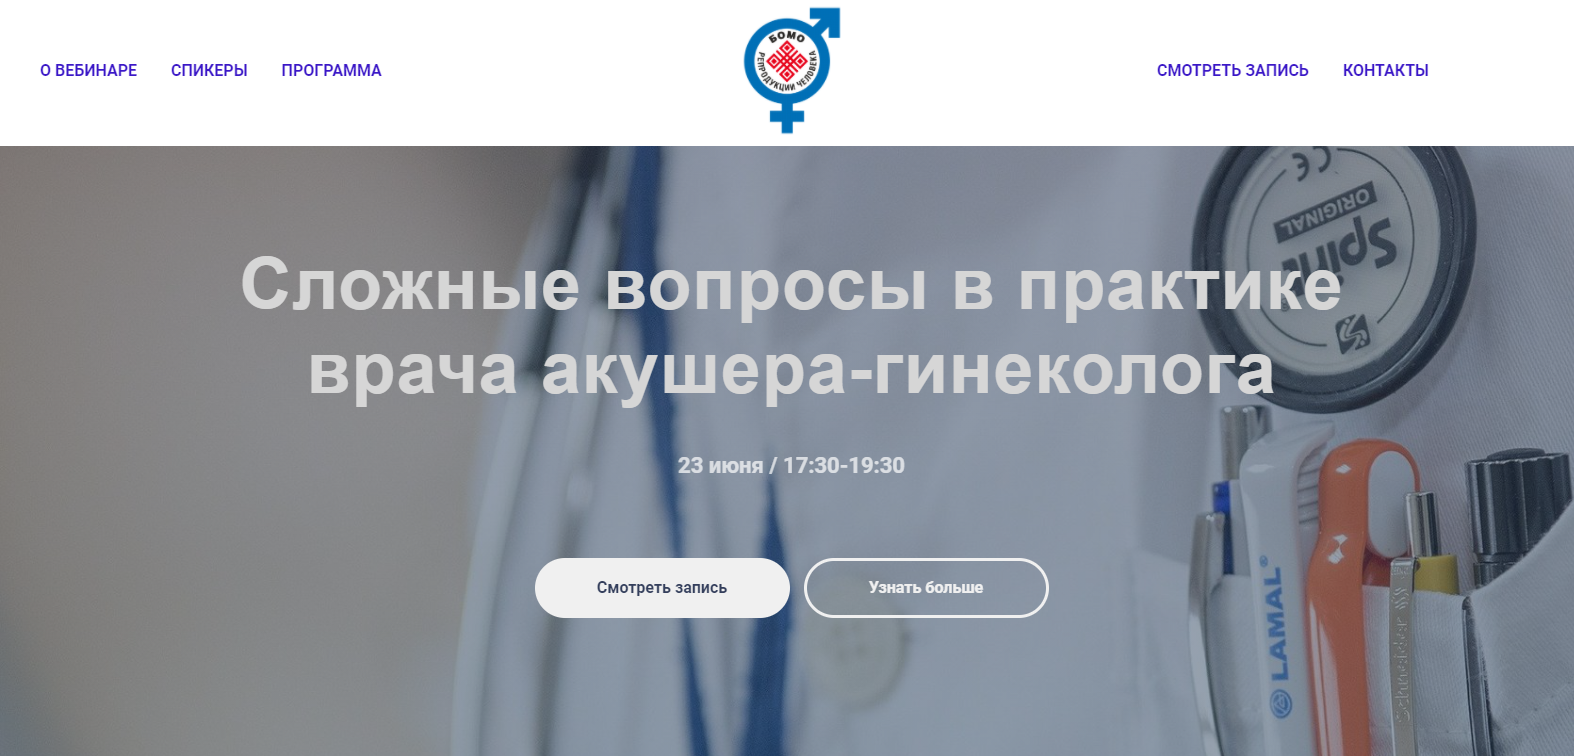 О ВЕБИНАРЕ СПИКЕРЫ ПРОГРАММА
БОМО
РЕПРОДУКЦИИ ЧЕЛОВЕКА
СМОТРЕТЬ ЗАПИСЬ КОНТАКТЫ
Сложные вопросы в практике
врача акушера-гинеколога
23 июня / 17:30-19:30
Смотреть запись Узнать больше
CE
ORIGINAL
Spirit
LAMAL
Schneider